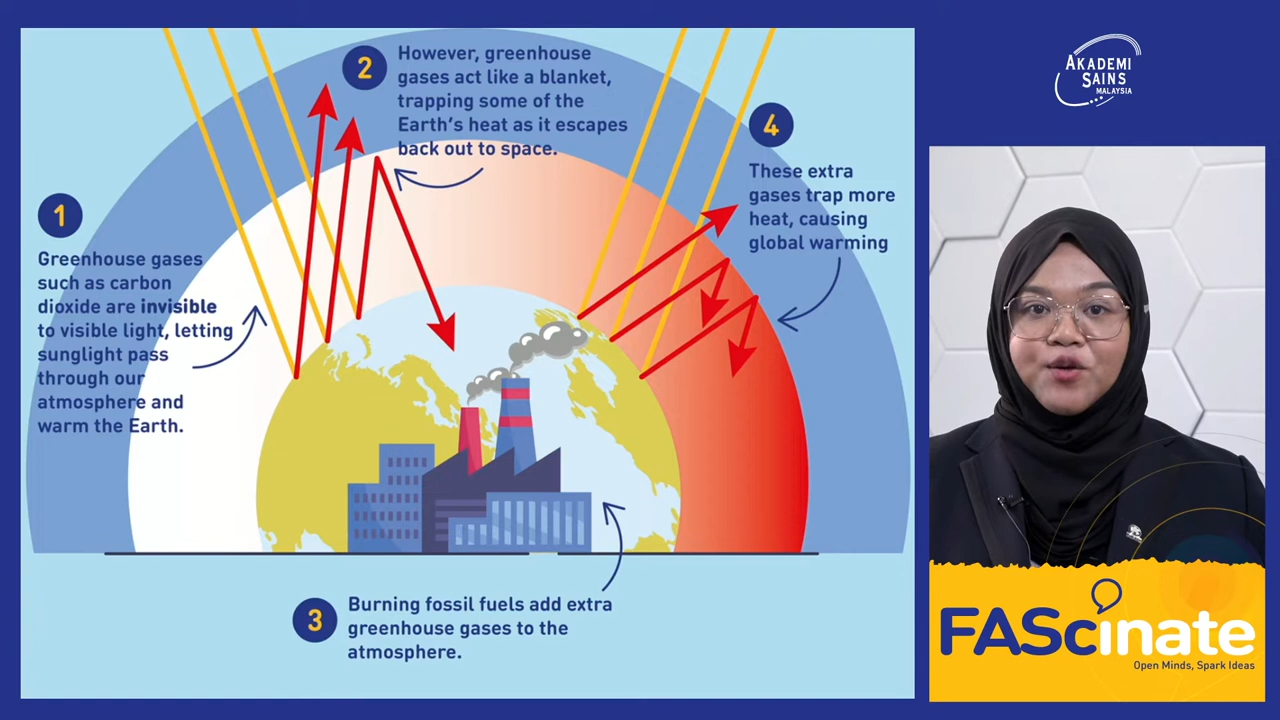 1
Greenhouse gases
such as carbon
dioxide are invisible
to visible light, letting
sunglight pass
through our
atmosphere and
warm the Earth.
2
However, greenhouse
gases act like a blanket,
trapping some of the
Earth's heat as it escapes
back out to space.
3
Burning fossil fuels add extra
greenhouse gases to the
atmosphere.
4
These extra
gases trap more
heat, causing
global warming
AKADEMI
SAINS
MALAYSIA
FAScinate
Open Minds, Spark Ideas